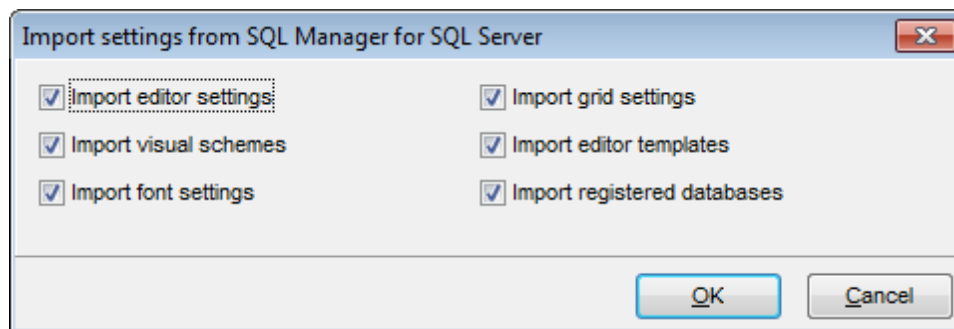 Import settings from SQL Manager for SQL Server
Import editor settings
Import grid settings
Import visual schemes
Import editor templates
Import font settings
Import registered databases
OK
Cancel